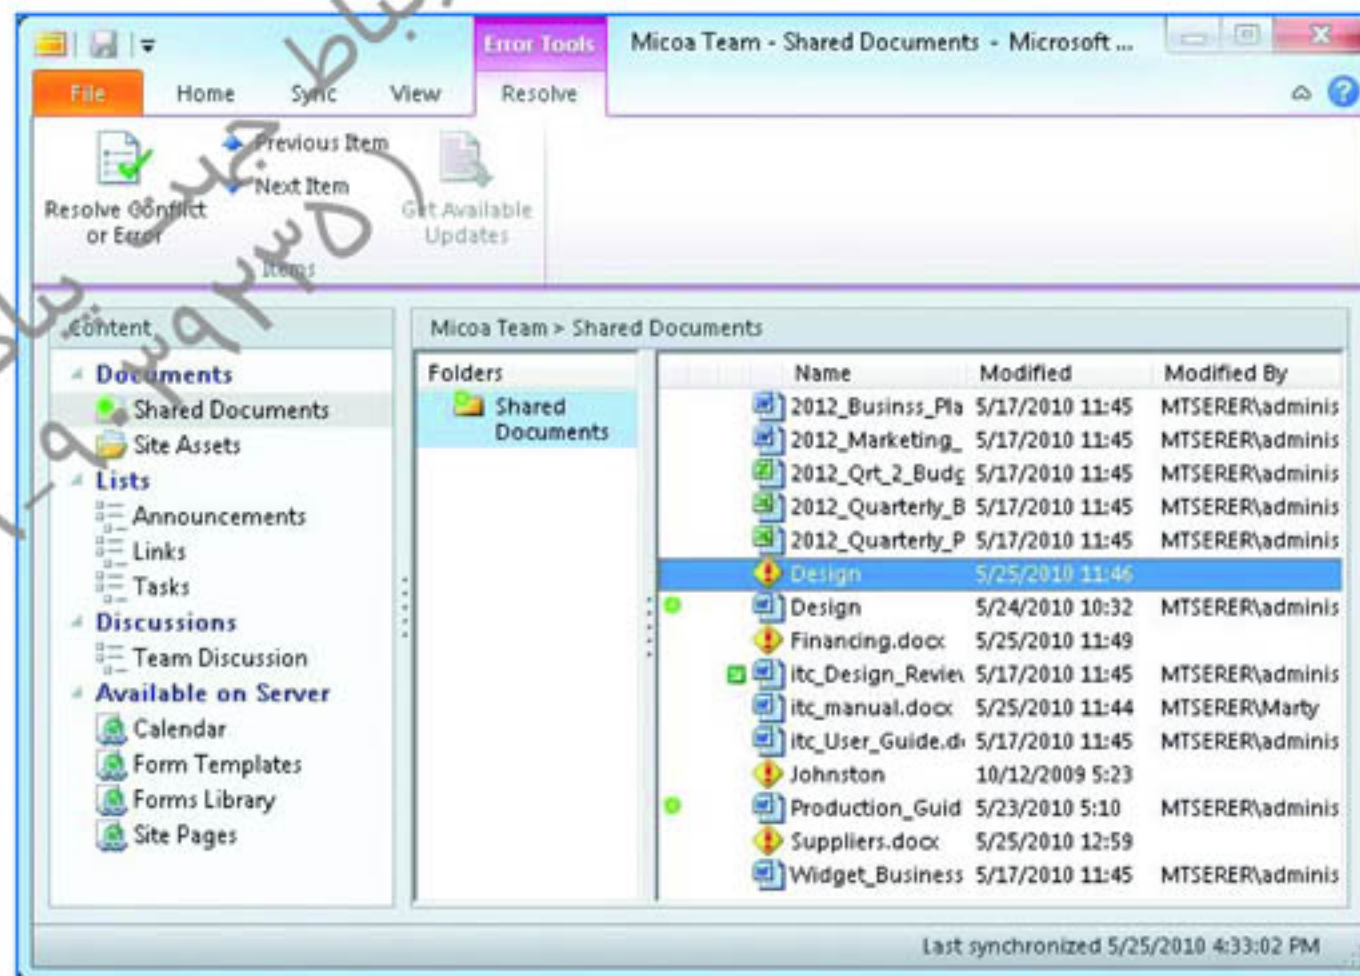 Error Tools
Micoa Team - Shared Documents - Microsoft ...
File Home Sync View Resolve
Resolve Conflict or Error
Previous Item
Next Item
Get Available Updates
Items
Content
Documents
Shared Documents
Site Assets
Lists
Announcements
Links
Tasks
Discussions
Team Discussion
Available on Server
Calendar
Form Templates
Forms Library
Site Pages
Micoa Team > Shared Documents
Folders
Shared Documents
Name Modified Modified By
2012_Businss_Pla 5/17/2010 11:45 MTSERER\adminis
2012_Marketing_ 5/17/2010 11:45 MTSERER\adminis
2012_Qrt_2_Budg 5/17/2010 11:45 MTSERER\adminis
2012_Quarterly_B 5/17/2010 11:45 MTSERER\adminis
2012_Quarterly_P 5/17/2010 11:45 MTSERER\adminis
Design 5/25/2010 11:46
Design 5/24/2010 10:32 MTSERER\adminis
Financing.docx 5/25/2010 11:49
itc_Design_Review 5/17/2010 11:45 MTSERER\adminis
itc_manual.docx 5/25/2010 11:44 MTSERER\Marty
itc_User_Guide.d 5/17/2010 11:45 MTSERER\adminis
Johnston 10/12/2009 5:23
Production_Guid 5/23/2010 5:10 MTSERER\adminis
Suppliers.docx 5/25/2010 12:59
Widget_Business 5/17/2010 11:45 MTSERER\adminis
Last synchronized 5/25/2010 4:33:02 PM
جهت